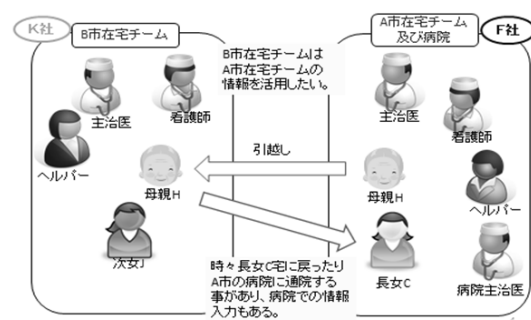 K社
B市在宅チーム
主治医
看護師
ヘルパー
母親H
次女J
B市在宅チームは
A市在宅チームの
情報を活用したい。
引越し
時々長女C宅に戻ったり
A市の病院に通院する
事があり、病院での情報
入力もある。
A市在宅チーム
及び病院
F社
主治医
看護師
母親H
ヘルパー
長女C
病院主治医